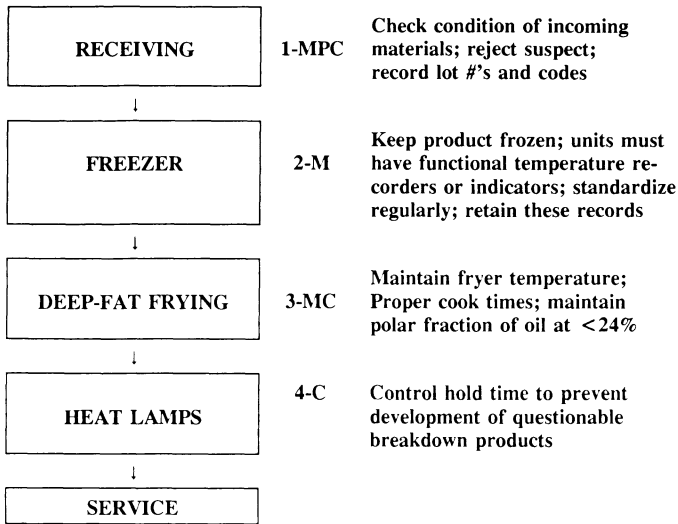 RECEIVING
1-MPC
Check condition of incoming
materials; reject suspect;
record lot #'s and codes
↓
FREEZER
2-M
Keep product frozen; units must
have functional temperature re-
corders or indicators; standardize
regularly; retain these records
↓
DEEP-FAT FRYING
3-MC
Maintain fryer temperature;
Proper cook times; maintain
polar fraction of oil at <24%
↓
HEAT LAMPS
4-C
Control hold time to prevent
development of questionable
breakdown products
↓
SERVICE